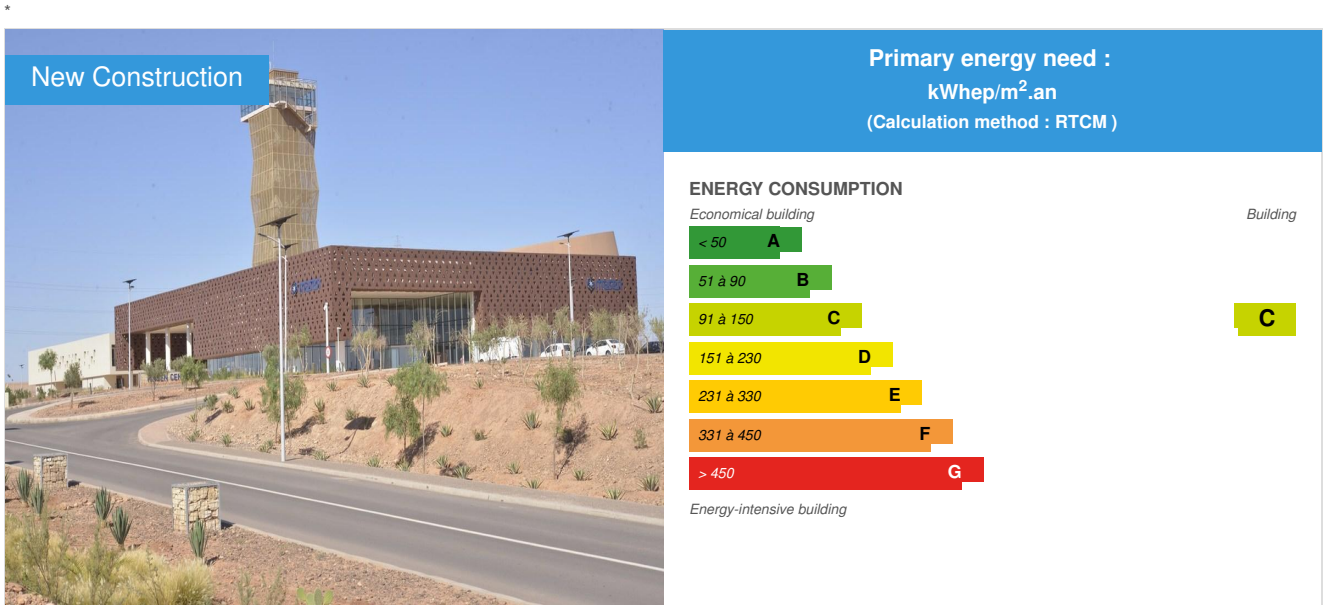 *
New Construction
Primary energy need :
kWhep/m².an
(Calculation method : RTCM )
ENERGY CONSUMPTION
Economical building
Building
< 50 A
51 à 90 B
91 à 150 C
C
151 à 230 D
231 à 330 E
331 à 450 F
> 450 G
Energy-intensive building